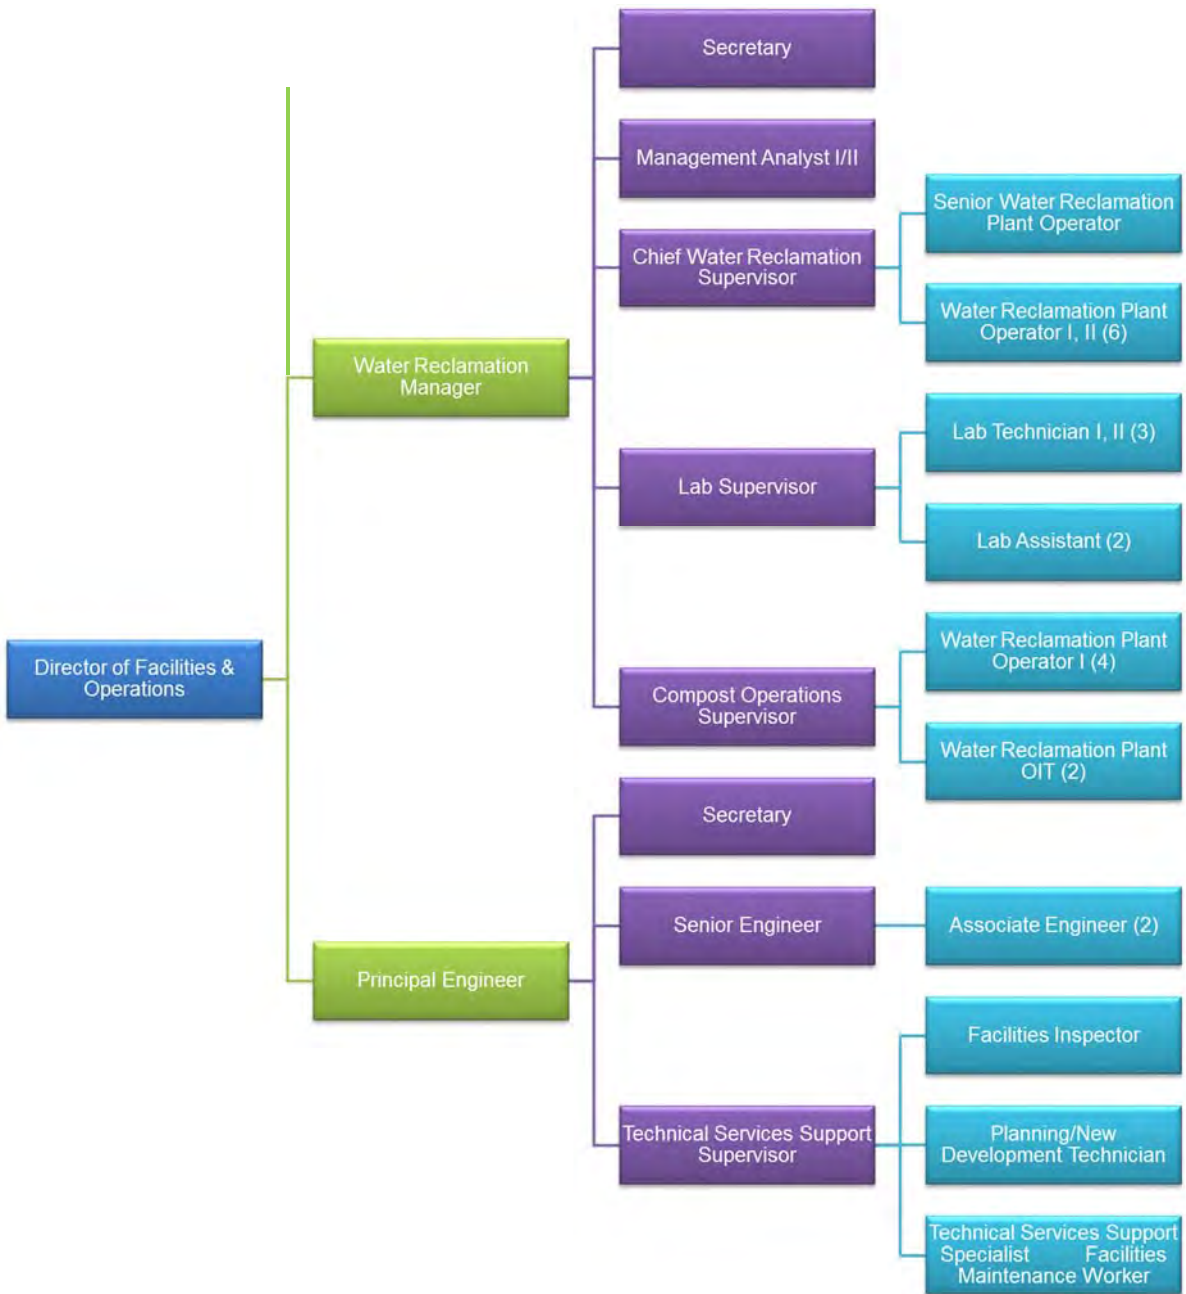 Secretary
Management Analyst I/II
Senior Water Reclamation
Plant Operator
Chief Water Reclamation
Supervisor
Water Reclamation Plant
Operator I, II (6)
Water Reclamation
Manager
Lab Technician I, II (3)
Lab Supervisor
Lab Assistant (2)
Director of Facilities &
Operations
Water Reclamation Plant
Operator I (4)
Compost Operations
Supervisor
Water Reclamation Plant
OIT (2)
Secretary
Senior Engineer
Associate Engineer (2)
Principal Engineer
Facilities Inspector
Technical Services Support
Supervisor
Planning/New
Development Technician
Technical Services Support
Specialist Facilities
Maintenance Worker